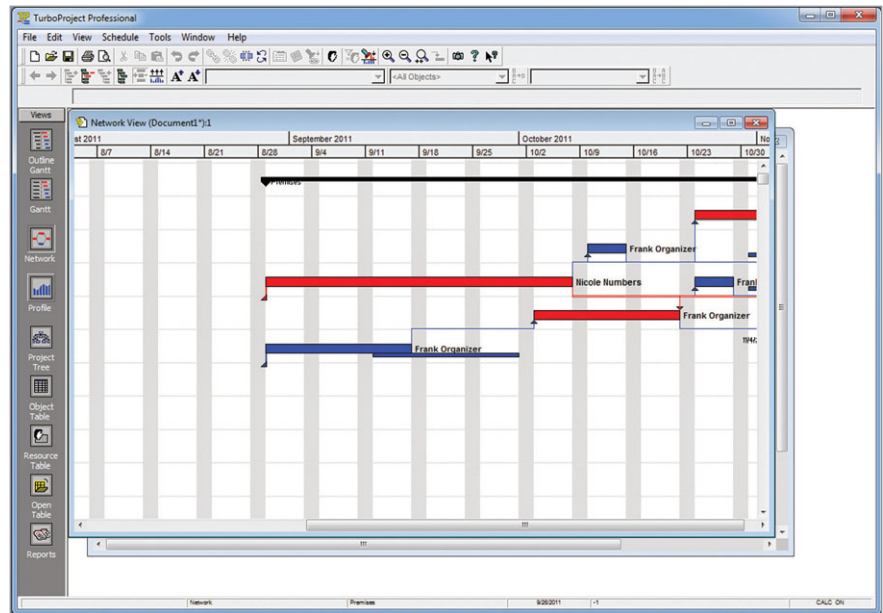 TurboProject Professional
File Edit View Schedule Tools Window Help
<All Objects>
Views
Network View (Document1*):1
st 2011 September 2011 October 2011 No
8/7 8/14 8/21 8/28 9/4 9/11 9/18 9/25 10/2 10/9 10/16 10/23 10/30
Outline
Gantt
Premises
Gantt
Frank Organizer
Network
Nicole Numbers
Frank
Profile
Frank Organizer
Frank Organizer
Project
Tree
Object
Table
Resource
Table
Open
Table
Reports
Network Premises 9/26/2011 -1 CALC ON